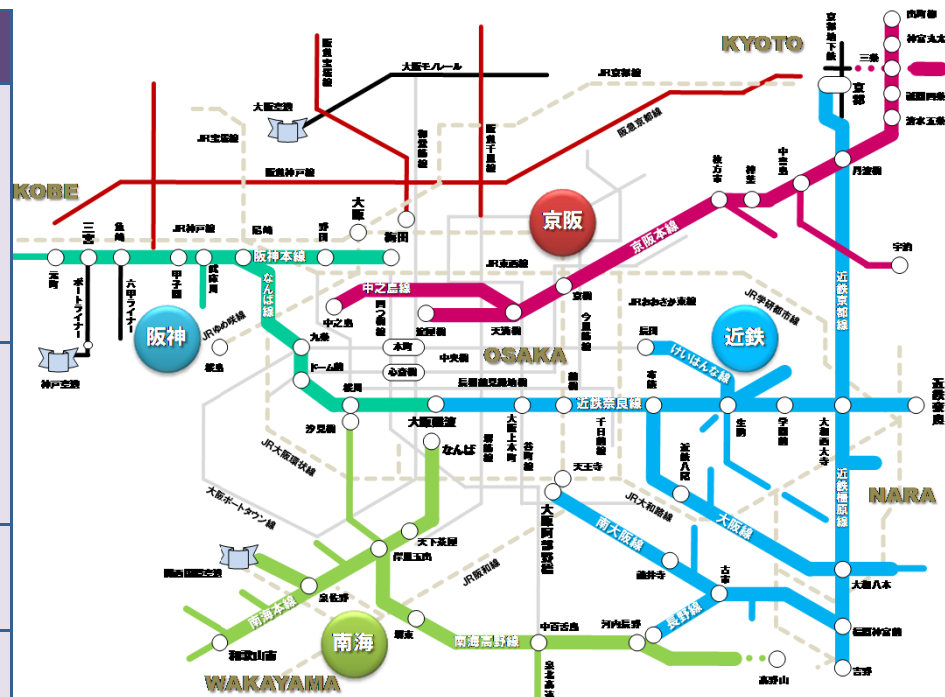 出町柳
神宮丸太
三条
祇園四条
清水五条
京都地下鉄
京都
KYOTO
阪急宝塚線
大阪モノレール
JR京都線
大阪空港
JR宝塚線
御堂筋線
阪急千里線
阪急京都線
阪急神戸線
KOBE
枚方市
樟葉
中書島
丹波橋
宇治
三宮
魚崎
JR神戸線
尼崎
野田
大阪
梅田
京阪
京阪本線
阪神本線
元町
ポートライナー
六甲ライナー
甲子園
武庫川
なんば線
JR東西線
京橋
中之島線
中之島
淀屋橋
天満橋
四つ橋線
今里筋線
JRおおさか東線
JR学研都市線
近鉄京都線
阪神
JRゆめ咲線
桜島
九条
ドーム前
本町
心斎橋
中央線
OSAKA
長田
けいはんな線
近鉄
神戸空港
桜川
長堀鶴見緑地線
鶴橋
布施
近鉄奈良線
近鉄奈良
汐見橋
大阪難波
なんば
堺筋線
大阪上本町
谷町線
千日前線
生駒
学園前
大和西大寺
近鉄八尾
JR大阪環状線
天王寺
大阪阿部野橋
南大阪線
JR大和路線
大阪線
近鉄橿原線
NARA
大阪ポートタウン線
天下茶屋
岸里玉出
JR阪和線
藤井寺
古市
大和八木
関西国際空港
泉佐野
南海本線
和歌山市
南海
堺東
南海高野線
中百舌鳥
河内長野
長野線
橿原神宮前
吉野
高野山
泉北高速
WAKAYAMA